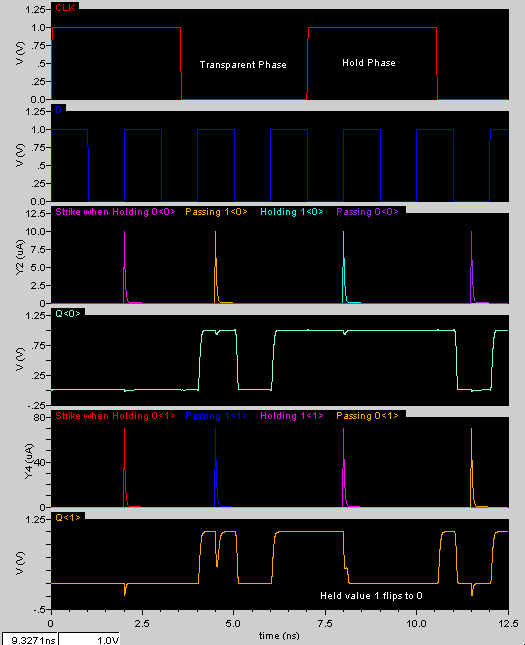 CLK
1.25
1.0
.75
.5
.25
0.0
V (V)
Transparent Phase
Hold Phase
D
1.25
1.0
.75
.5
.25
0.0
V (V)
Strike when Holding 0<0> Passing 1<0> Holding 1<0> Passing 0<0>
12.5
10.0
7.5
5.0
2.5
0.0
Y2 (uA)
Q<0>
1.25
.75
.25
-.25
V (V)
Strike when Holding 0<1> Passing 1<1> Holding 1<1> Passing 0<1>
80
40
0
Y4 (uA)
Q<1>
1.25
-.5
V (V)
Held value 1 flips to 0
0 2.5 5.0 7.5 10.0 12.5
time (ns)
9.3271ns 1.0V